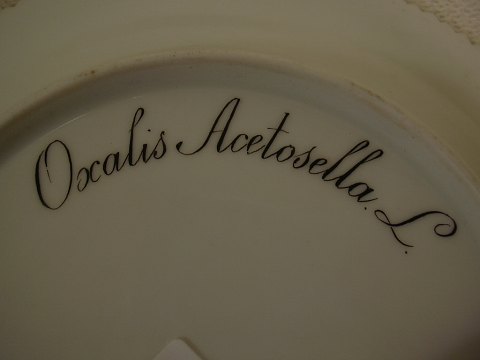 Oxalis Acetosella. L.